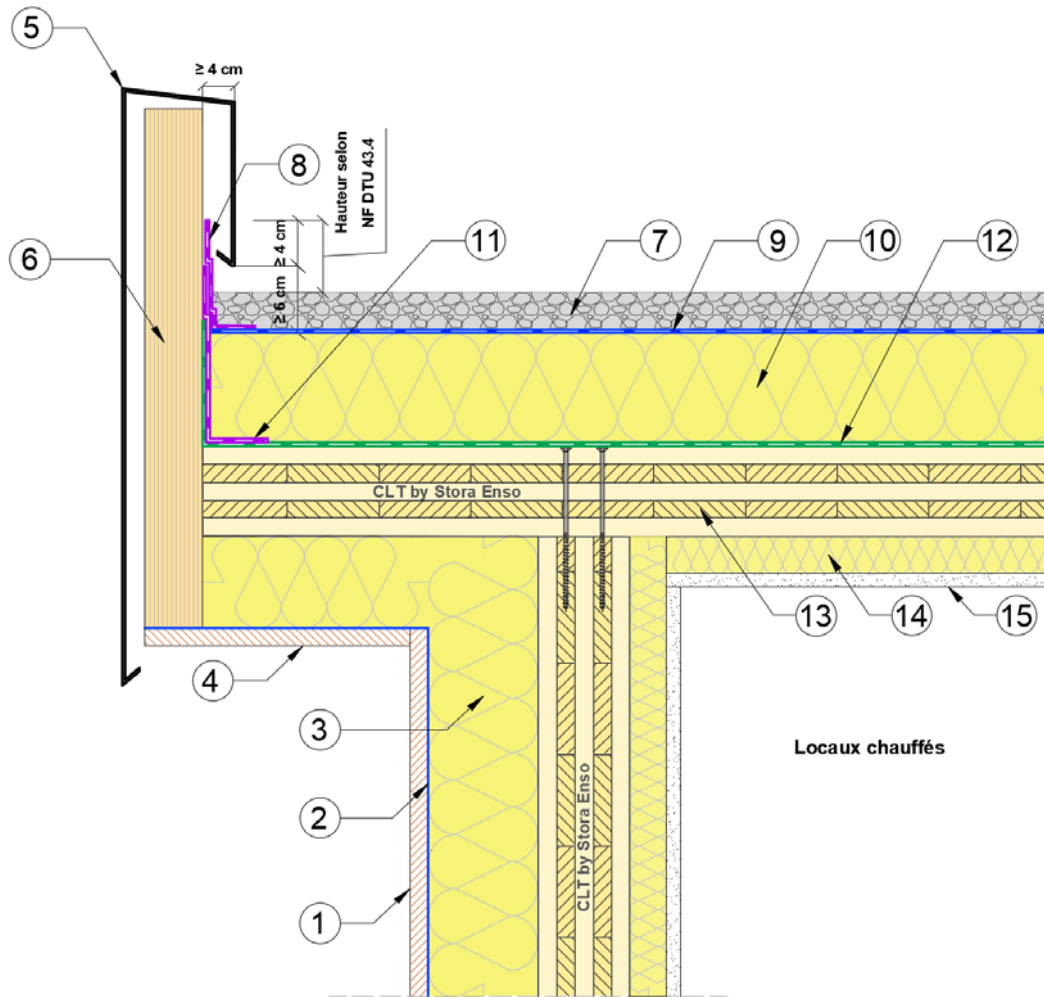 5
≥ 4 cm
8
Hauteur selon
NF DTU 43.4
≥ 4 cm
≥ 6 cm
11
7
9
10
12
6
CLT by Stora Enso
13
14
15
4
3
Locaux chauffés
2
CLT by Stora Enso
1